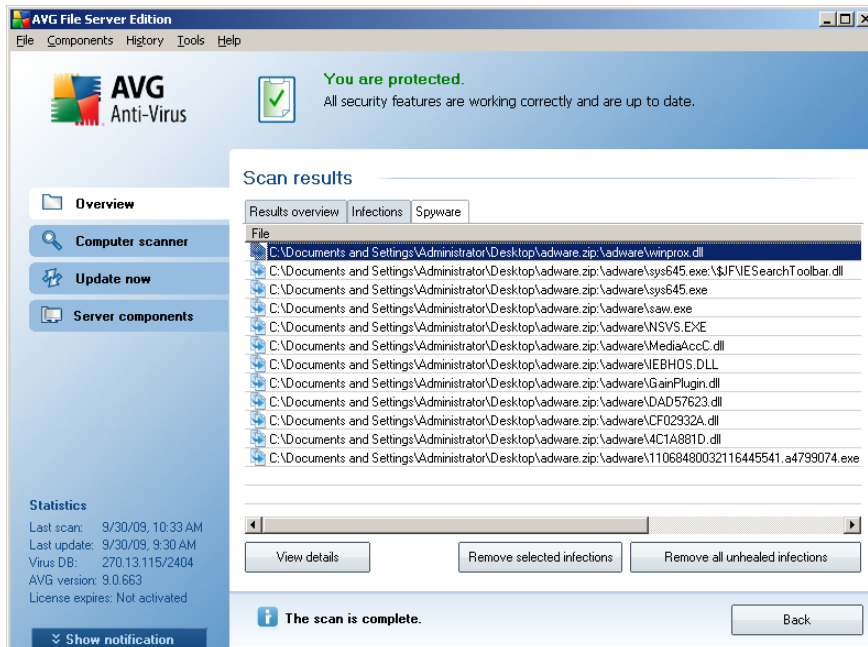 AVG File Server Edition
File Components History Tools Help
AVG
Anti-Virus
You are protected.
All security features are working correctly and are up to date.
Overview
Computer scanner
Update now
Server components
Scan results
Results overview Infections Spyware
File
C:\Documents and Settings\Administrator\Desktop\adware.zip:\adware\winprox.dll
C:\Documents and Settings\Administrator\Desktop\adware.zip:\adware\sys645.exe:\$JF\IESearchToolbar.dll
C:\Documents and Settings\Administrator\Desktop\adware.zip:\adware\sys645.exe
C:\Documents and Settings\Administrator\Desktop\adware.zip:\adware\saw.exe
C:\Documents and Settings\Administrator\Desktop\adware.zip:\adware\NSVS.EXE
C:\Documents and Settings\Administrator\Desktop\adware.zip:\adware\MediaAccC.dll
C:\Documents and Settings\Administrator\Desktop\adware.zip:\adware\IEBHOS.DLL
C:\Documents and Settings\Administrator\Desktop\adware.zip:\adware\GainPlugin.dll
C:\Documents and Settings\Administrator\Desktop\adware.zip:\adware\DAD57623.dll
C:\Documents and Settings\Administrator\Desktop\adware.zip:\adware\CF02932A.dll
C:\Documents and Settings\Administrator\Desktop\adware.zip:\adware\4C1A881D.dll
C:\Documents and Settings\Administrator\Desktop\adware.zip:\adware\11068480032116445541.a4799074.exe
View details Remove selected infections Remove all unhealed infections
Statistics
Last scan: 9/30/09, 10:33 AM
Last update: 9/30/09, 9:30 AM
Virus DB: 270.13.115/2404
AVG version: 9.0.663
License expires: Not activated
Show notification
The scan is complete.
Back